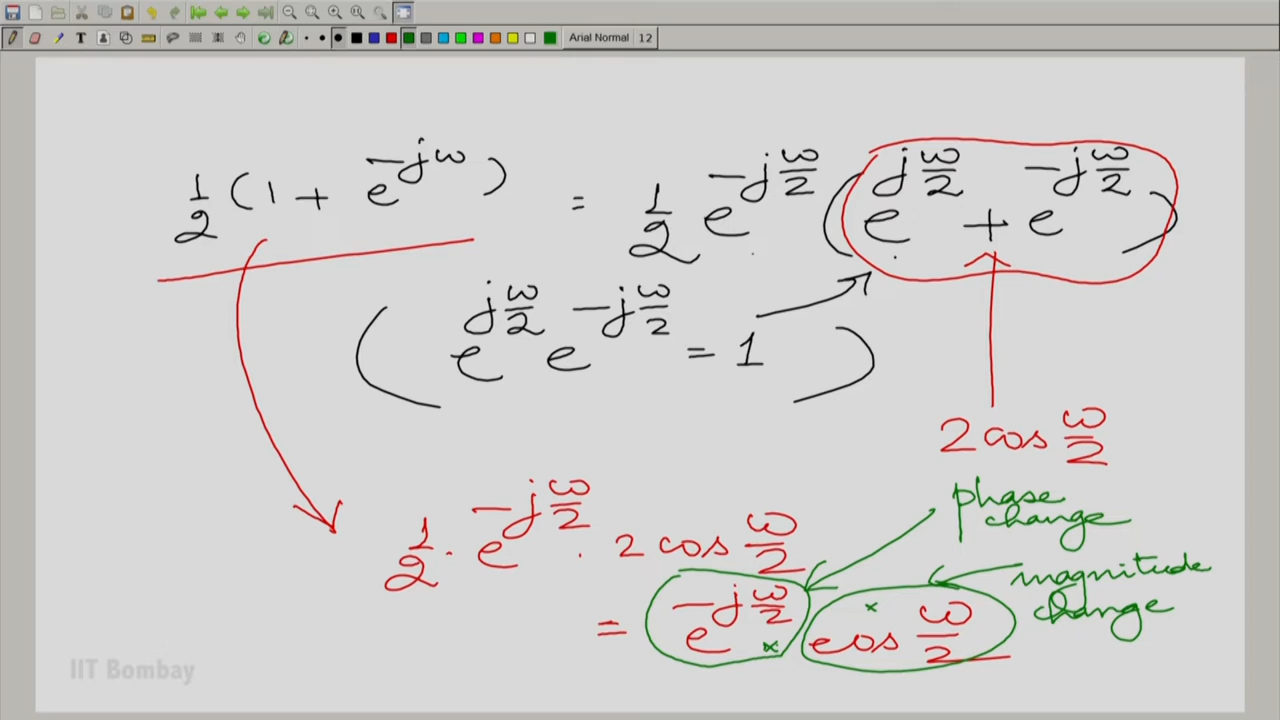 Arial Normal 12
½(1 + e^{-jω}) = ½ e^{-jω/2} (e^{jω/2} + e^{-jω/2})
(e^{jω/2} e^{-jω/2} = 1)
2 cos ω/2
phase change
½ · e^{-jω/2} · 2 cos ω/2
magnitude change
= e^{-jω/2} cos ω/2
IIT Bombay